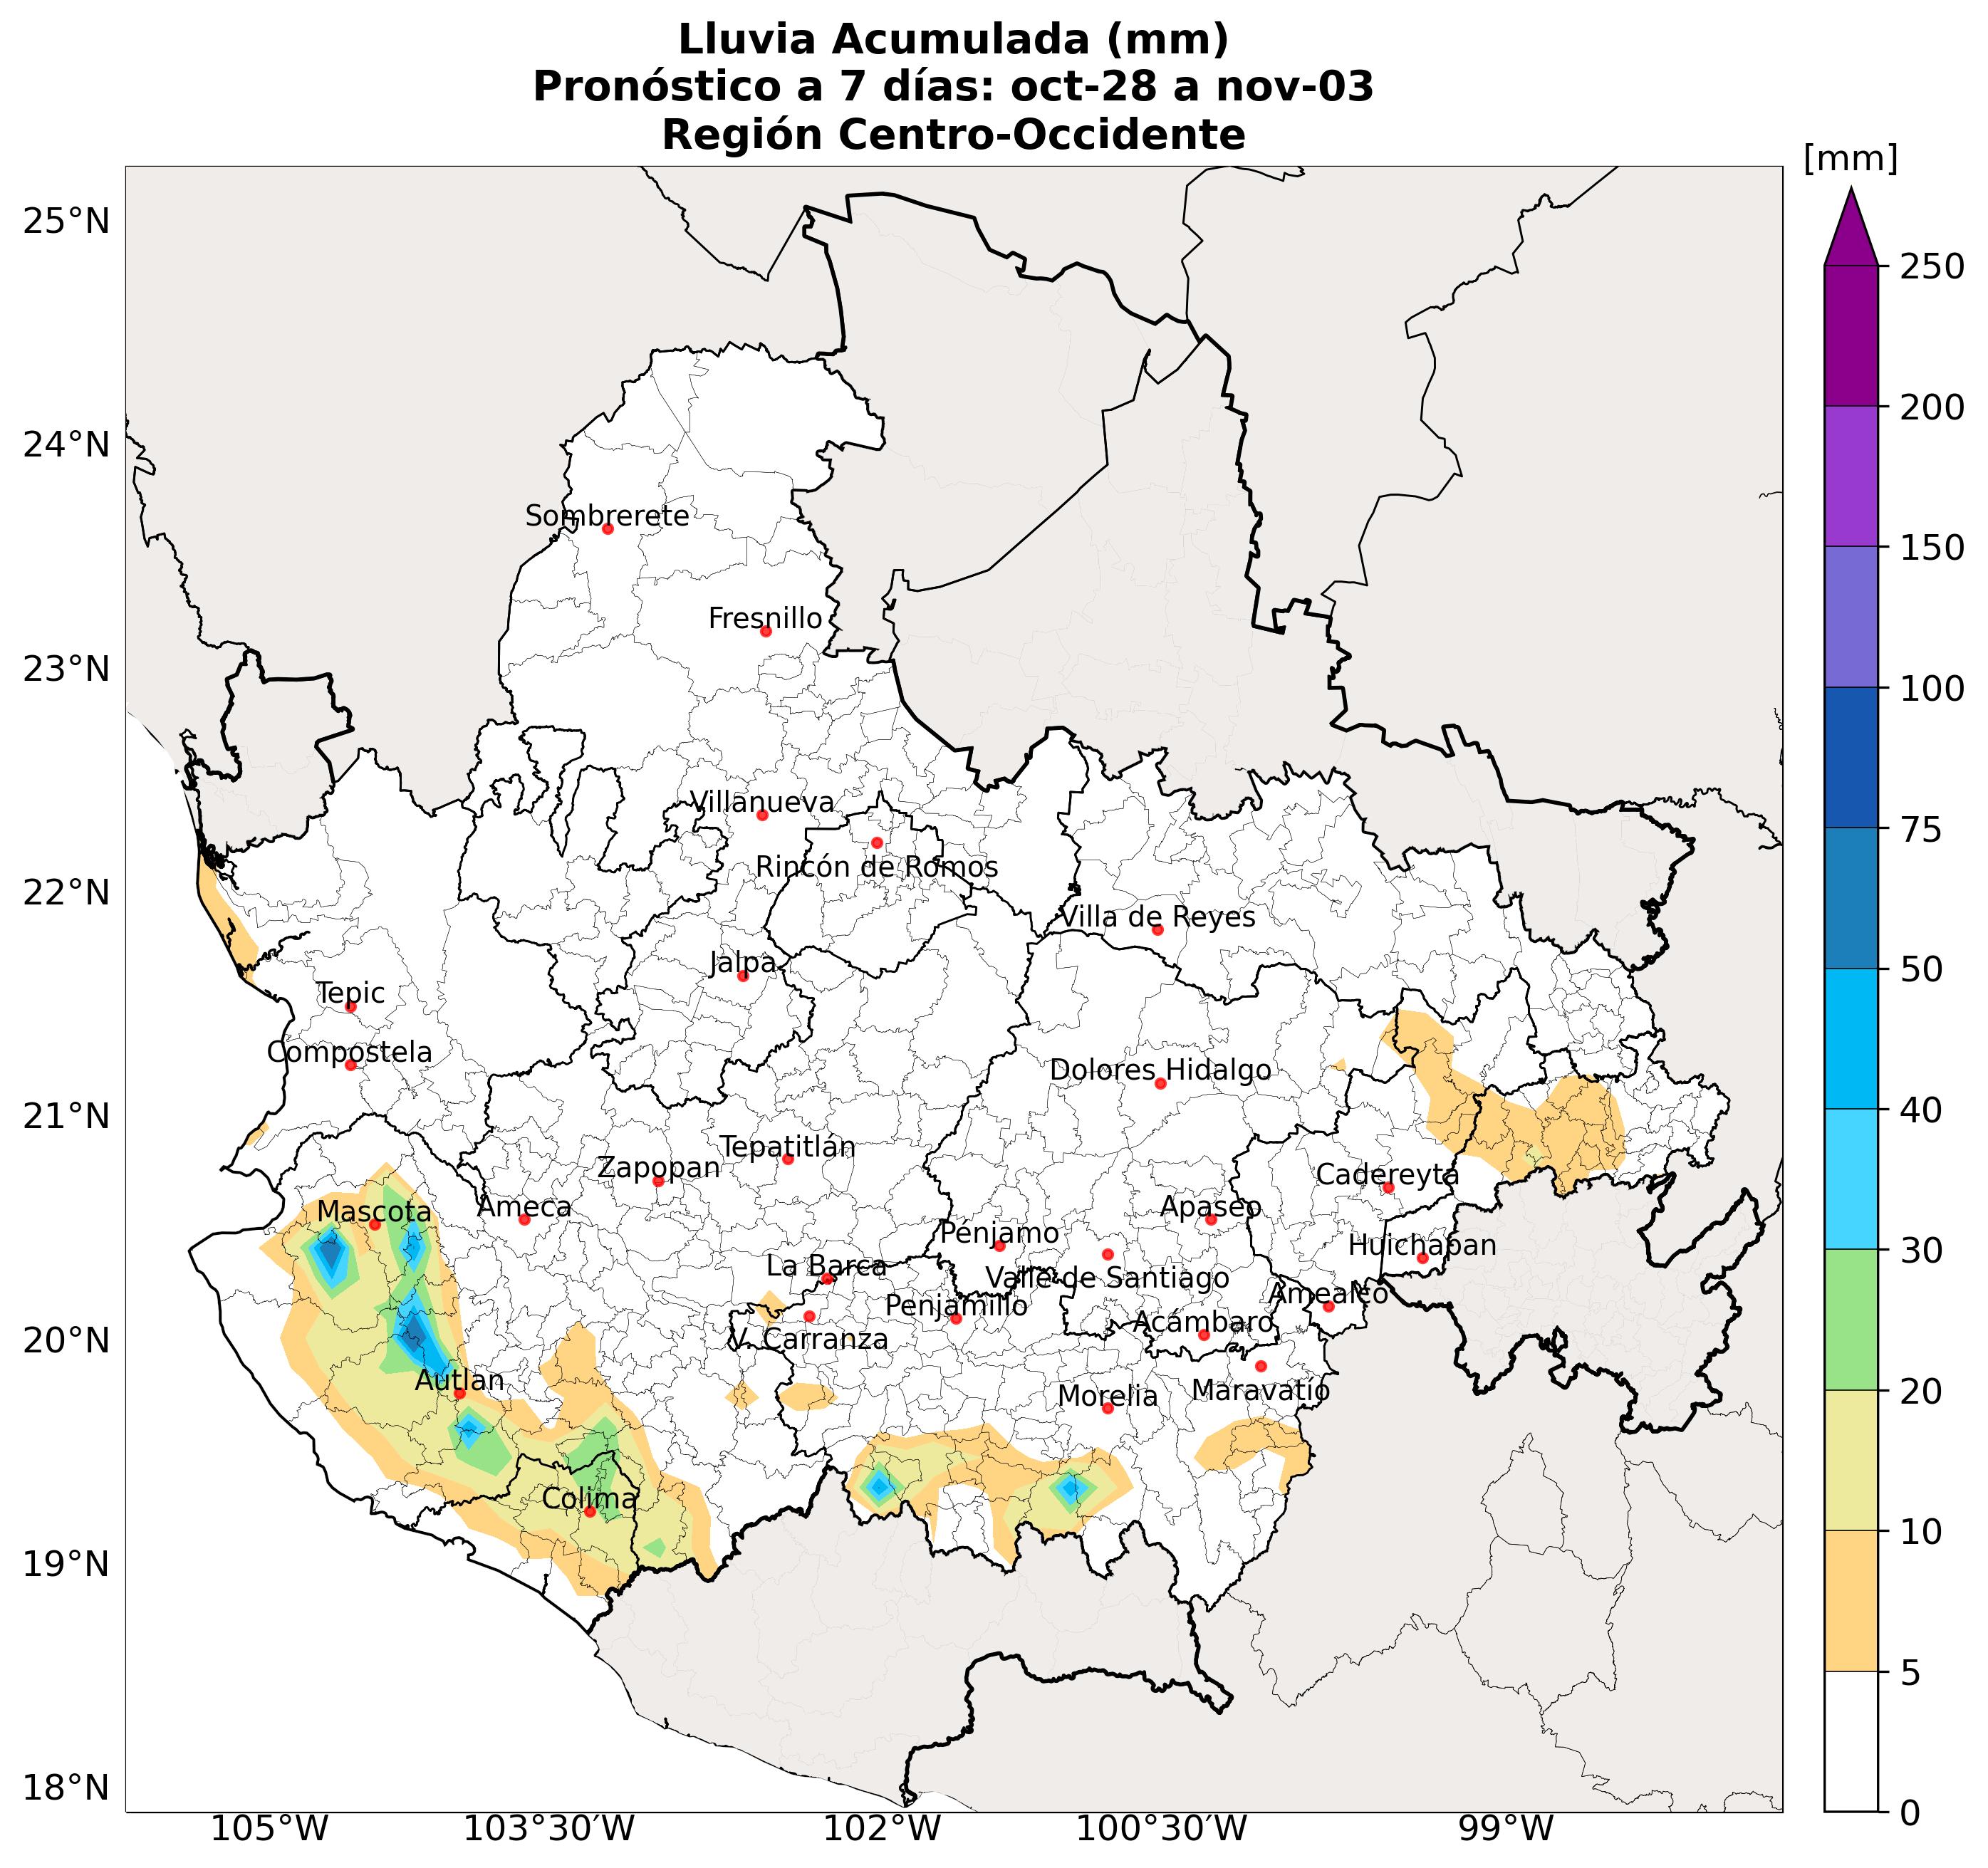 Lluvia Acumulada (mm)
Pronóstico a 7 días: oct-28 a nov-03
Región Centro-Occidente
[mm]
25°N
250
200
24°N
Sombrerete
150
Fresnillo
23°N
100
Villanueva
75
Rincón de Romos
22°N
Villa de Reyes
Jalpa
50
Tepic
Compostela
Dolores Hidalgo
21°N
40
Tepatitlán
Zapopan
Cadereyta
Mascota
Ameca
Apaseo
Pénjamo
Huichapan
30
La Barca
Valle de Santiago
Amealco
Penjamillo
Acámbaro
20°N
V. Carranza
Autlan
Morelia
Maravatío
20
Colima
10
19°N
5
18°N
0
105°W
103°30'W
102°W
100°30'W
99°W